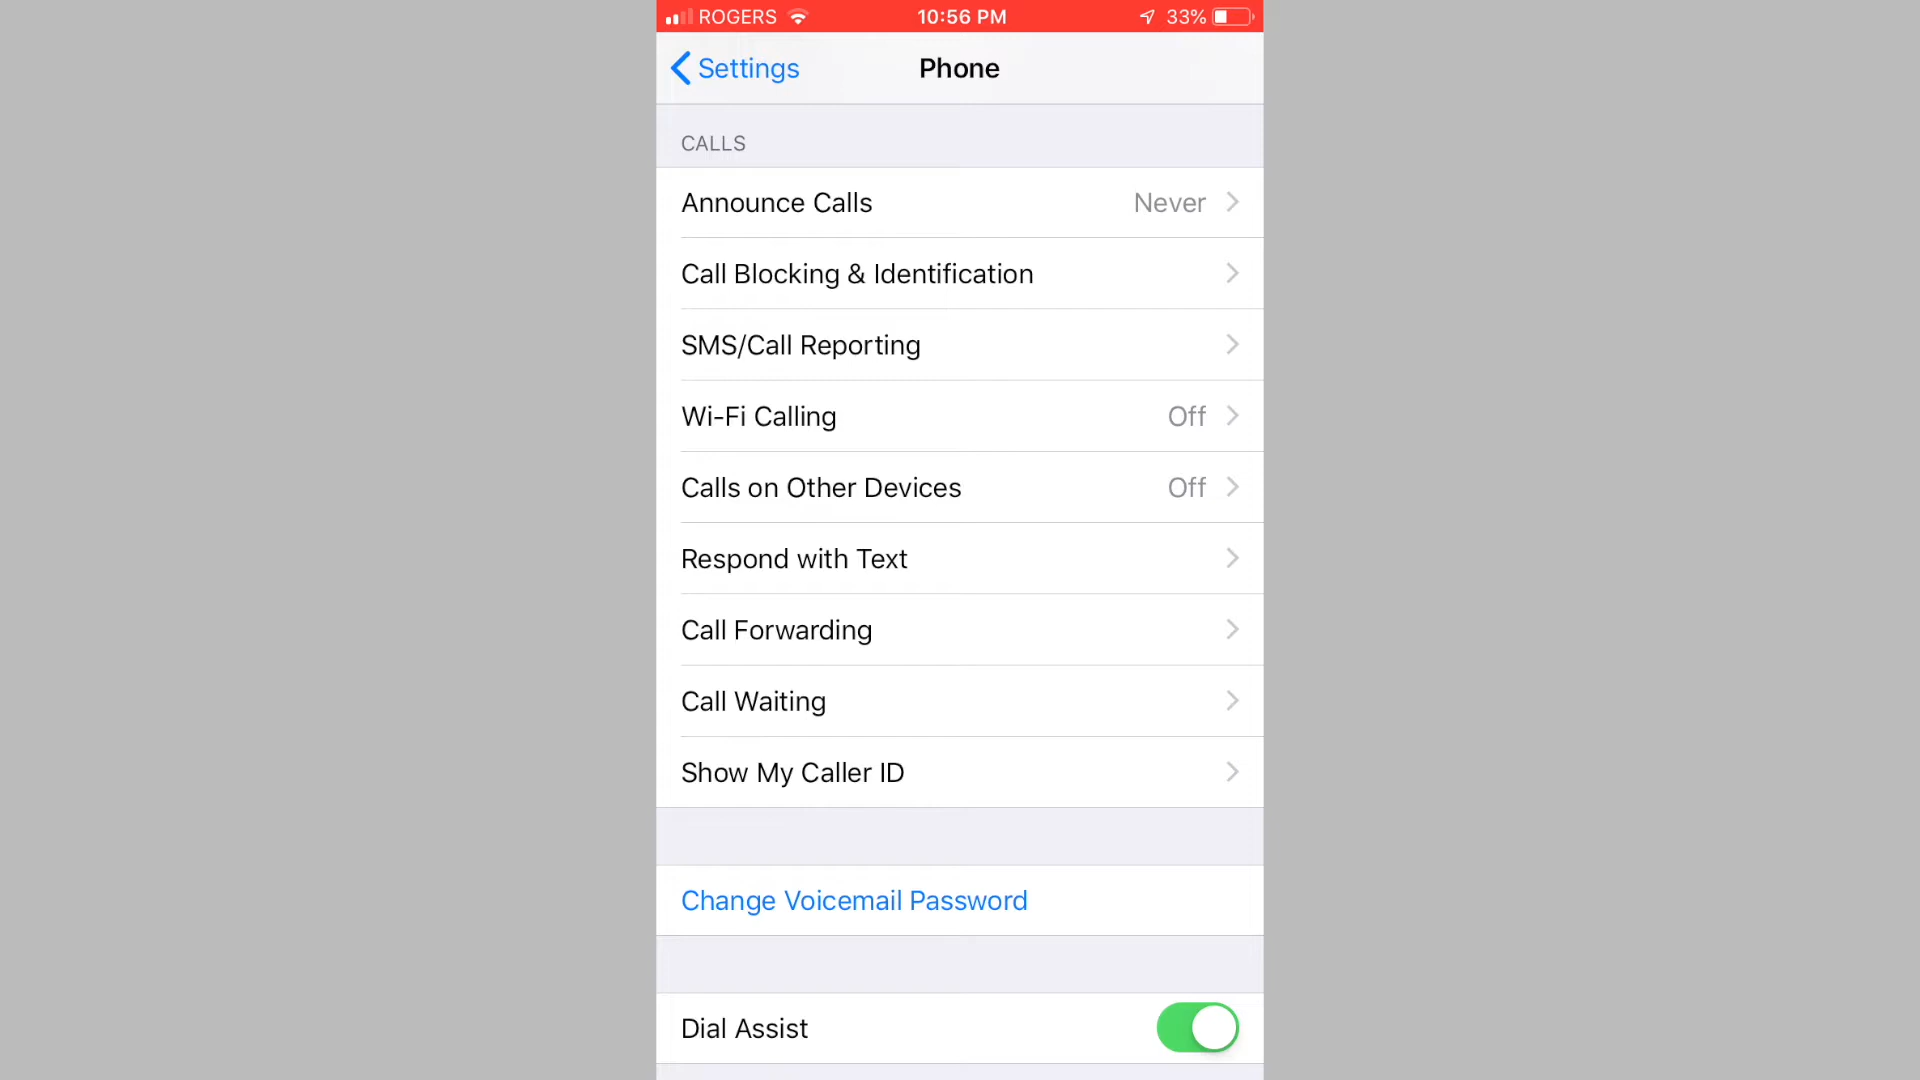 ROGERS 10:56 PM 33%
Settings Phone
CALLS
Announce Calls Never
Call Blocking & Identification
SMS/Call Reporting
Wi-Fi Calling Off
Calls on Other Devices Off
Respond with Text
Call Forwarding
Call Waiting
Show My Caller ID
Change Voicemail Password
Dial Assist